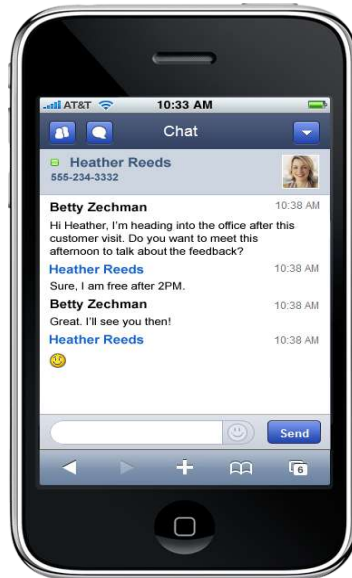 AT&T 10:33 AM
Chat
Heather Reeds
555-234-3332
Betty Zechman 10:38 AM
Hi Heather, I'm heading into the office after this
customer visit. Do you want to meet this
afternoon to talk about the feedback?
Heather Reeds 10:38 AM
Sure, I am free after 2PM.
Betty Zechman 10:38 AM
Great. I'll see you then!
Heather Reeds 10:38 AM
Send
6